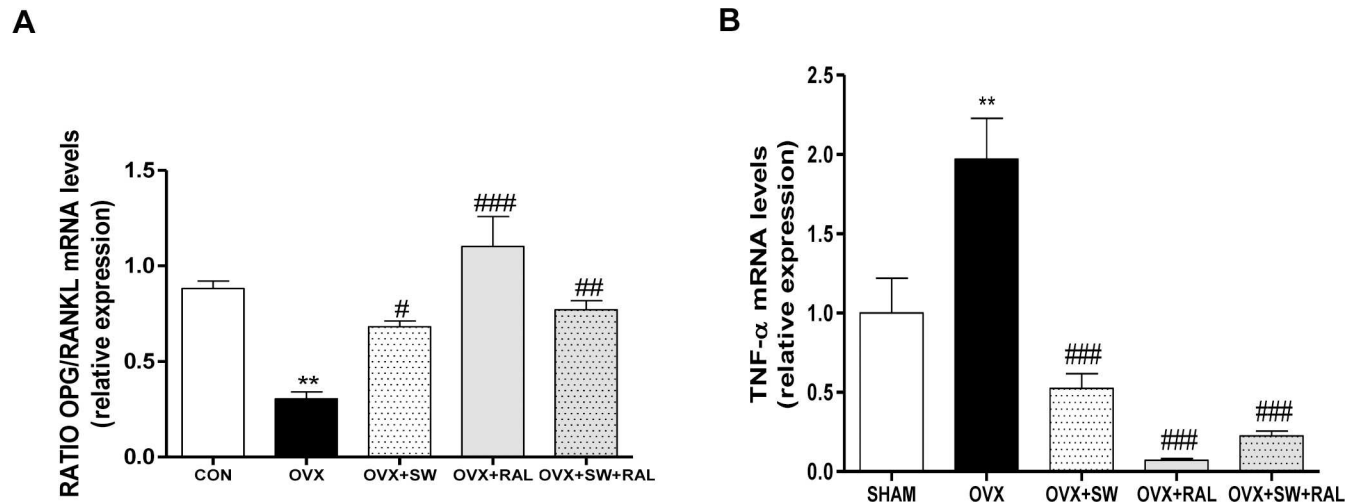 A
RATIO OPG/RANKL mRNA levels
(relative expression)
1.5
1.0
0.5
0.0
**
#
###
##
CON
OVX
OVX+SW
OVX+RAL
OVX+SW+RAL
B
TNF-α mRNA levels
(relative expression)
2.5
2.0
1.5
1.0
0.5
0.0
**
###
###
###
SHAM
OVX
OVX+SW
OVX+RAL
OVX+SW+RAL